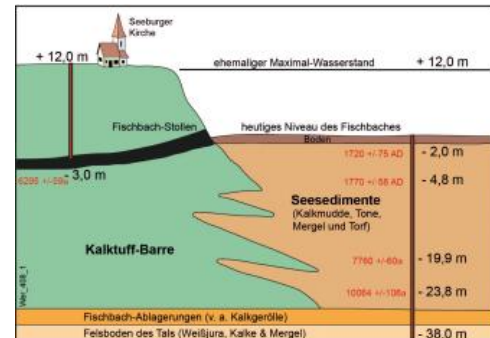 Seeburger
Kirche
+ 12,0 m
ehemaliger Maximal-Wasserstand
+ 12,0 m
Fischbach-Stollen
heutiges Niveau des Fischbaches
Boden
1720 +/-75 AD
- 2,0 m
6295 +/-59a
- 3,0 m
1770 +/-58 AD
- 4,8 m
Seesedimente
(Kalkmudde, Tone,
Mergel und Torf)
Kalktuff-Barre
7760 +/-60a
- 19,9 m
10064 +/-106a
- 23,8 m
Fischbach-Ablagerungen (v. a. Kalkgerölle)
Felsboden des Tals (Weißjura, Kalke & Mergel)
- 38,0 m